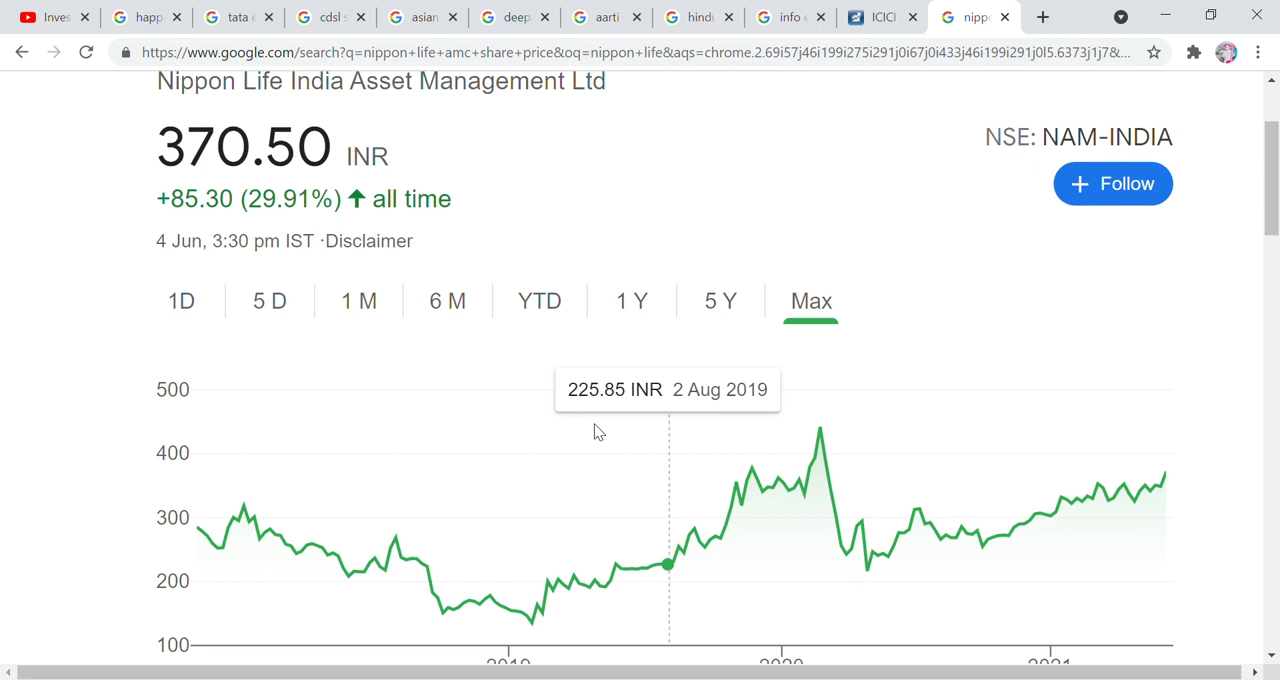 Inves happ tata cdsl asian deep aarti hindu info ICICI nippo
https://www.google.com/search?q=nippon+life+amc+share+price&oq=nippon+life&aqs=chrome.2.69i57j46i199i275i291j0i67j0i433j46i199i291j0l5.6373j1j7&...
Nippon Life India Asset Management Ltd
370.50 INR
NSE: NAM-INDIA
+85.30 (29.91%) all time
Follow
4 Jun, 3:30 pm IST ·Disclaimer
1D 5 D 1 M 6 M YTD 1 Y 5 Y Max
500
225.85 INR 2 Aug 2019
400
300
200
100
2019 2020 2021